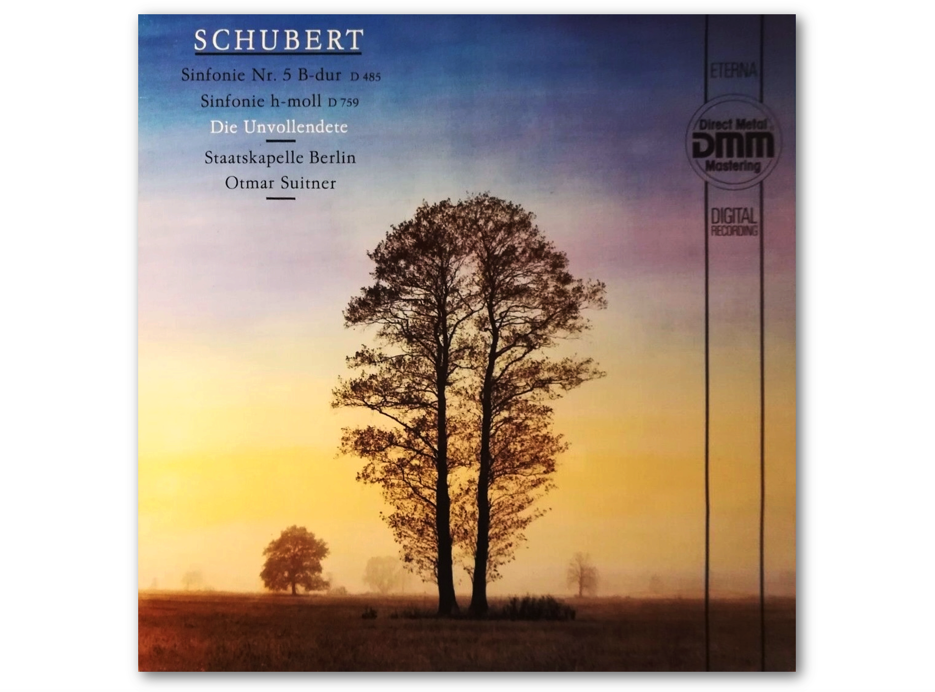 SCHUBERT
Sinfonie Nr. 5 B-dur D 485
Sinfonie h-moll D 759
Die Unvollendete
Staatskapelle Berlin
Otmar Suitner
ETERNA
Direct Metal
DMM
Mastering
DIGITAL
RECORDING